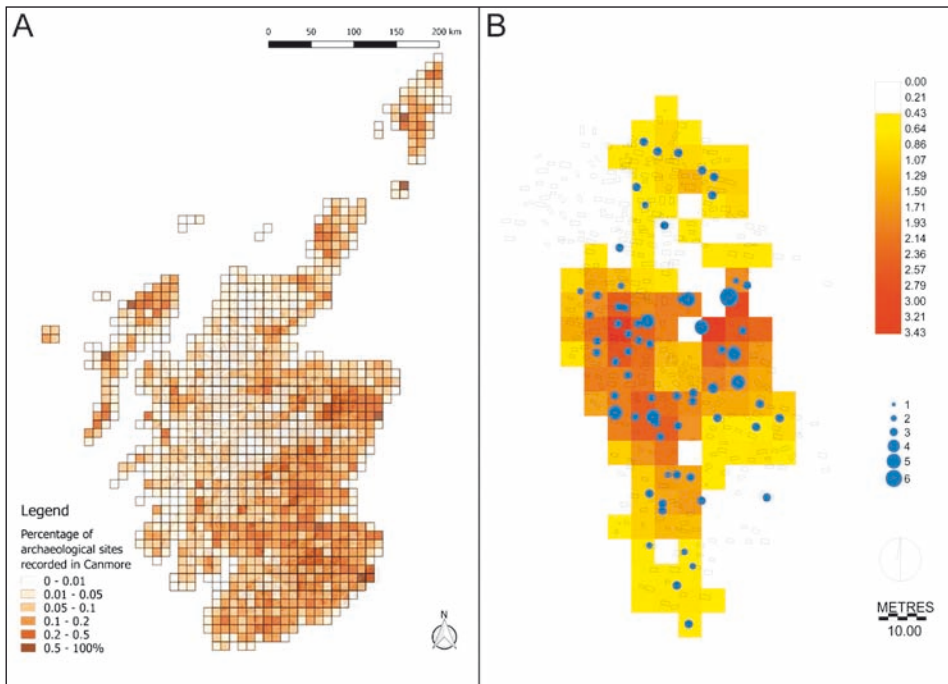 A
0 50 100 150 200 km
Legend
Percentage of
archaeological sites
recorded in Canmore
0 - 0.01
0.01 - 0.05
0.05 - 0.1
0.1 - 0.2
0.2 - 0.5
0.5 - 100%
N
B
0.00
0.21
0.43
0.64
0.86
1.07
1.29
1.50
1.71
1.93
2.14
2.36
2.57
2.79
3.00
3.21
3.43
1
2
3
4
5
6
METRES
10.00